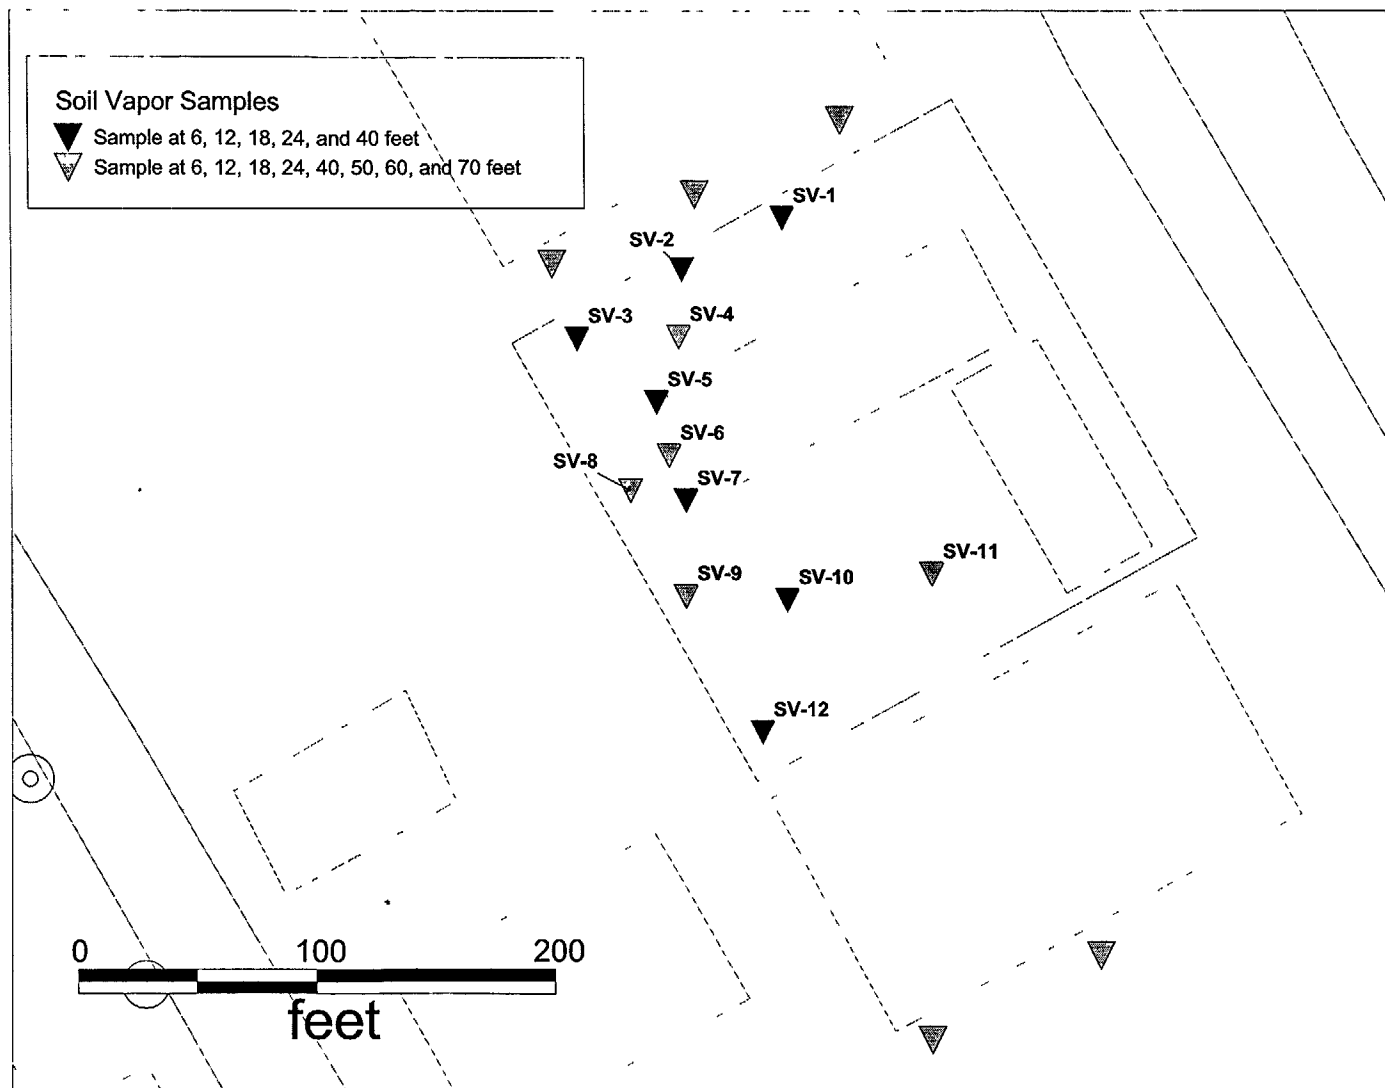 Soil Vapor Samples
Sample at 6, 12, 18, 24, and 40 feet
Sample at 6, 12, 18, 24, 40, 50, 60, and 70 feet
SV-1
SV-2
SV-3
SV-4
SV-5
SV-6
SV-8
SV-7
SV-11
SV-9
SV-10
SV-12
0 100 200
feet